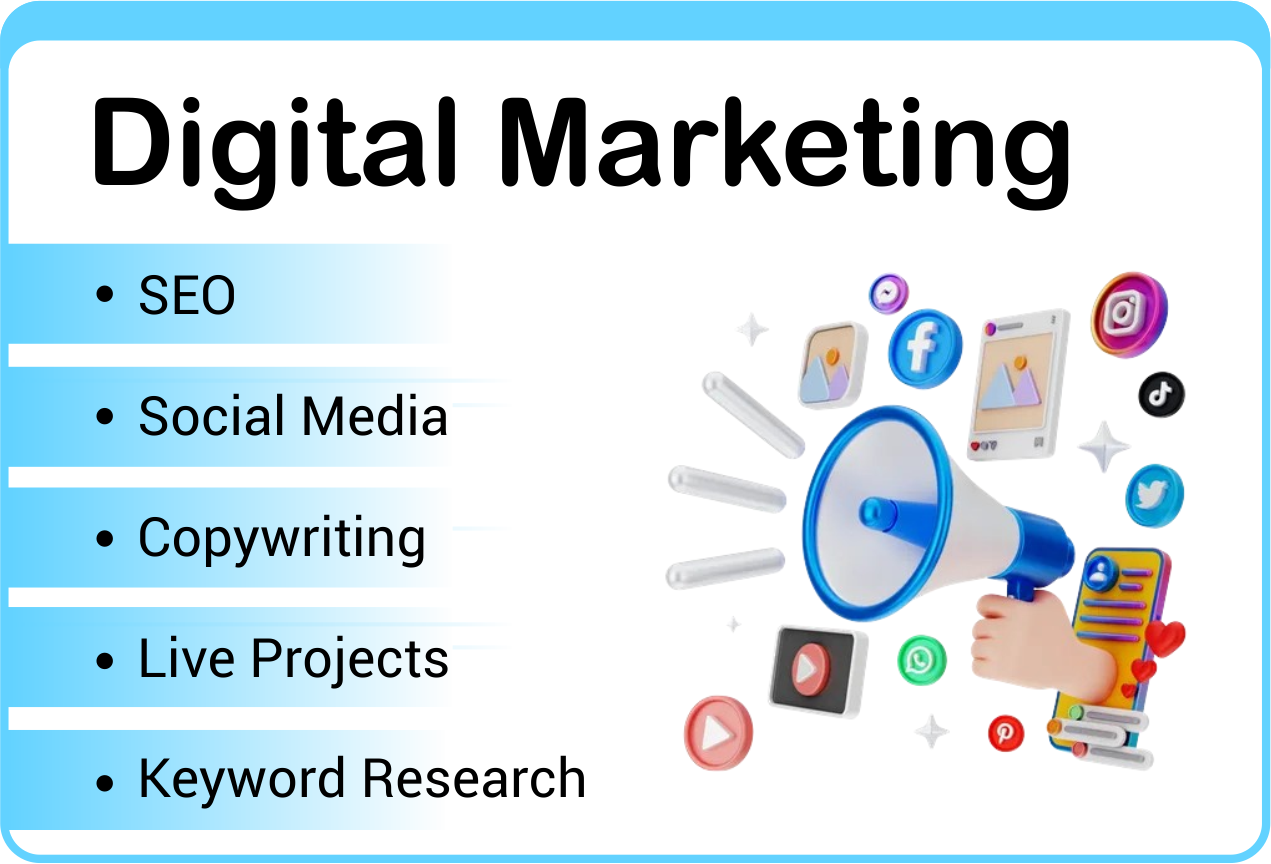 Digital Marketing
• SEO
• Social Media
• Copywriting
• Live Projects
• Keyword Research